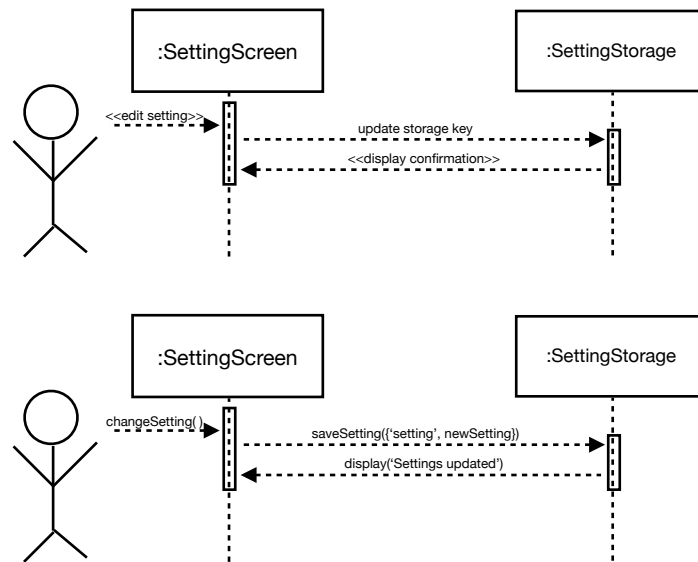 :SettingScreen
:SettingStorage
<<edit setting>>
update storage key
<<display confirmation>>
:SettingScreen
:SettingStorage
changeSetting()
saveSetting({‘setting’, newSetting})
display(‘Settings updated’)